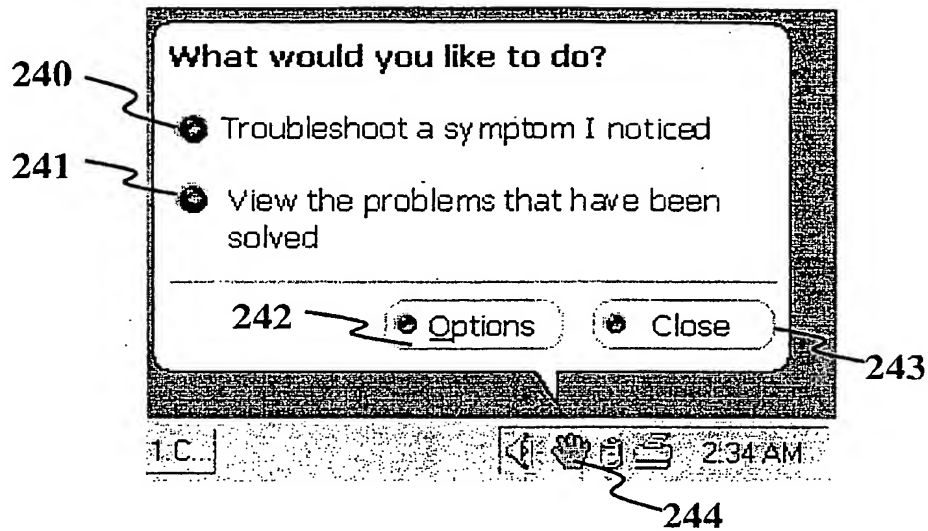 What would you like to do?
240
Troubleshoot a symptom I noticed
241
View the problems that have been
solved
242
Options
Close
243
1.C...
2:34 AM
244